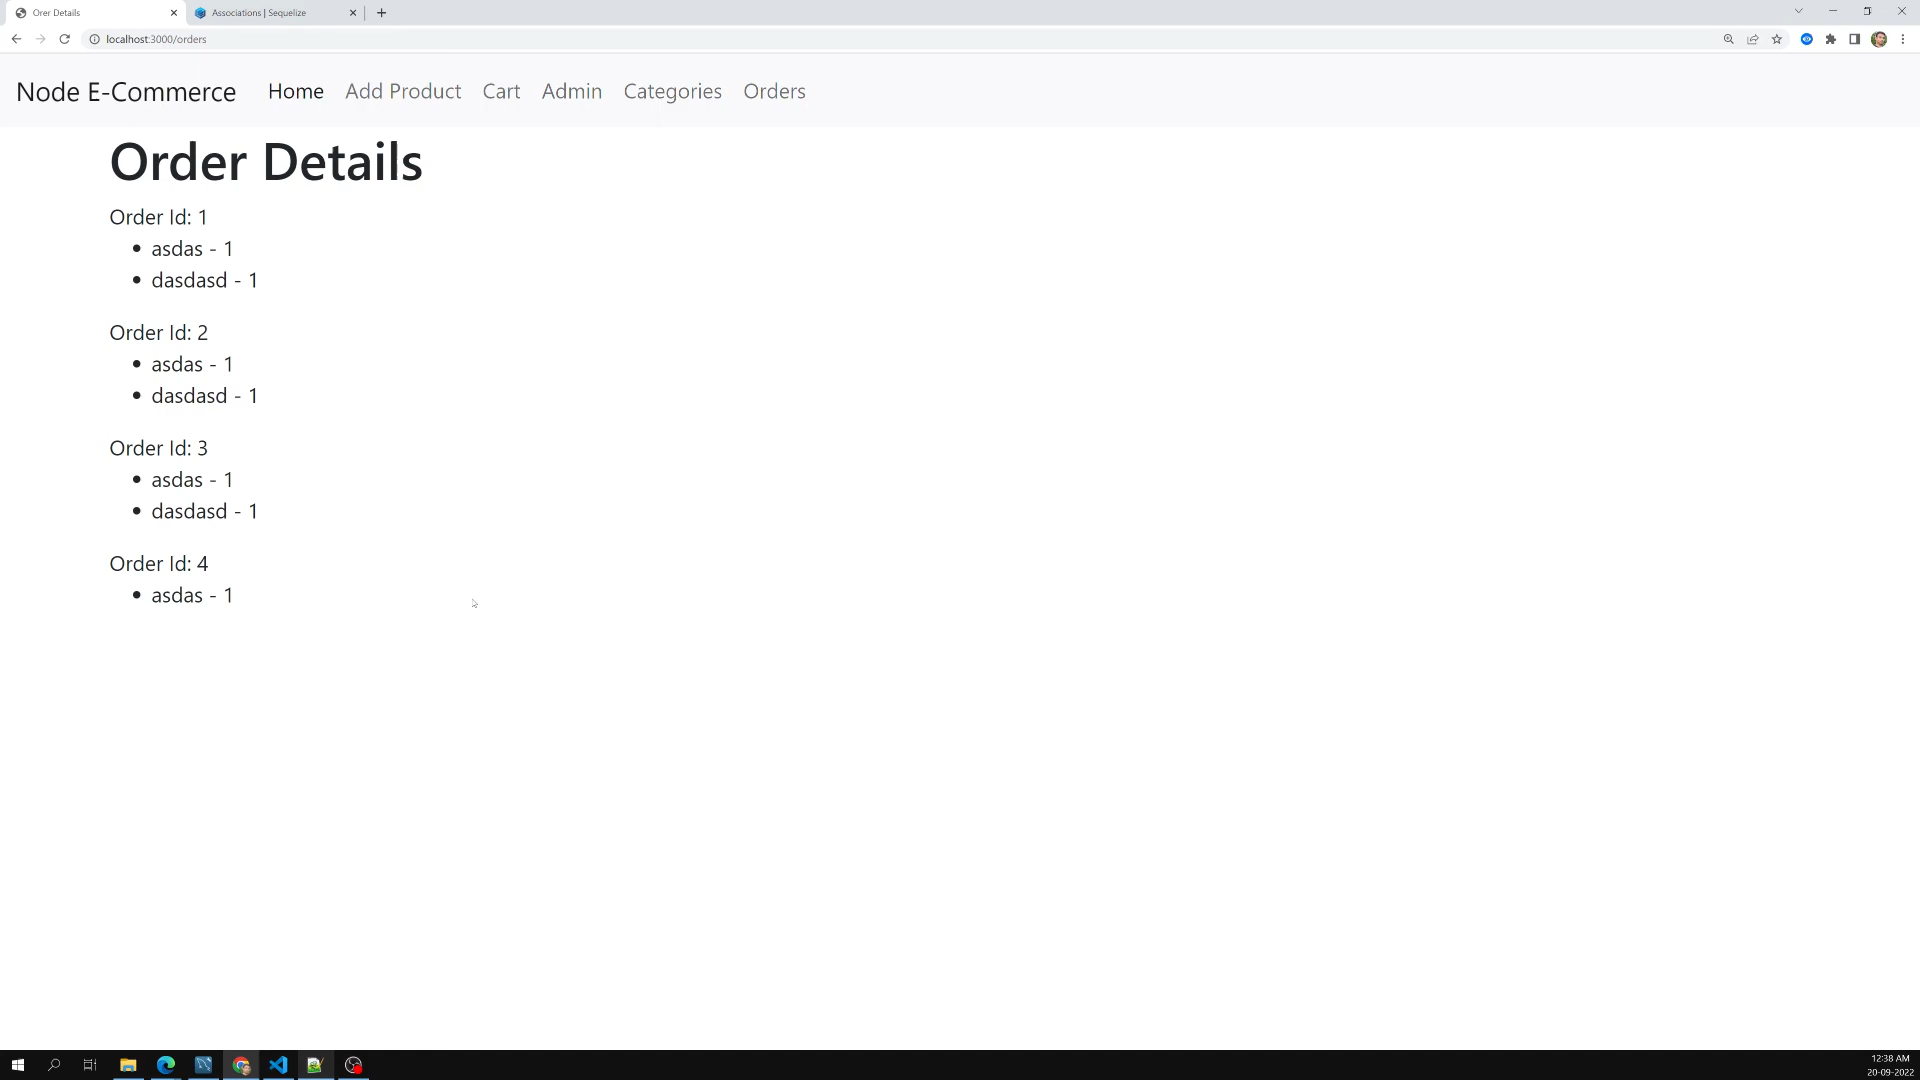 Orer Details
Associations | Sequelize
localhost:3000/orders
Node E-Commerce Home Add Product Cart Admin Categories Orders
Order Details
Order Id: 1
• asdas - 1
• dasdasd - 1
Order Id: 2
• asdas - 1
• dasdasd - 1
Order Id: 3
• asdas - 1
• dasdasd - 1
Order Id: 4
• asdas - 1
12:38 AM
20-09-2022